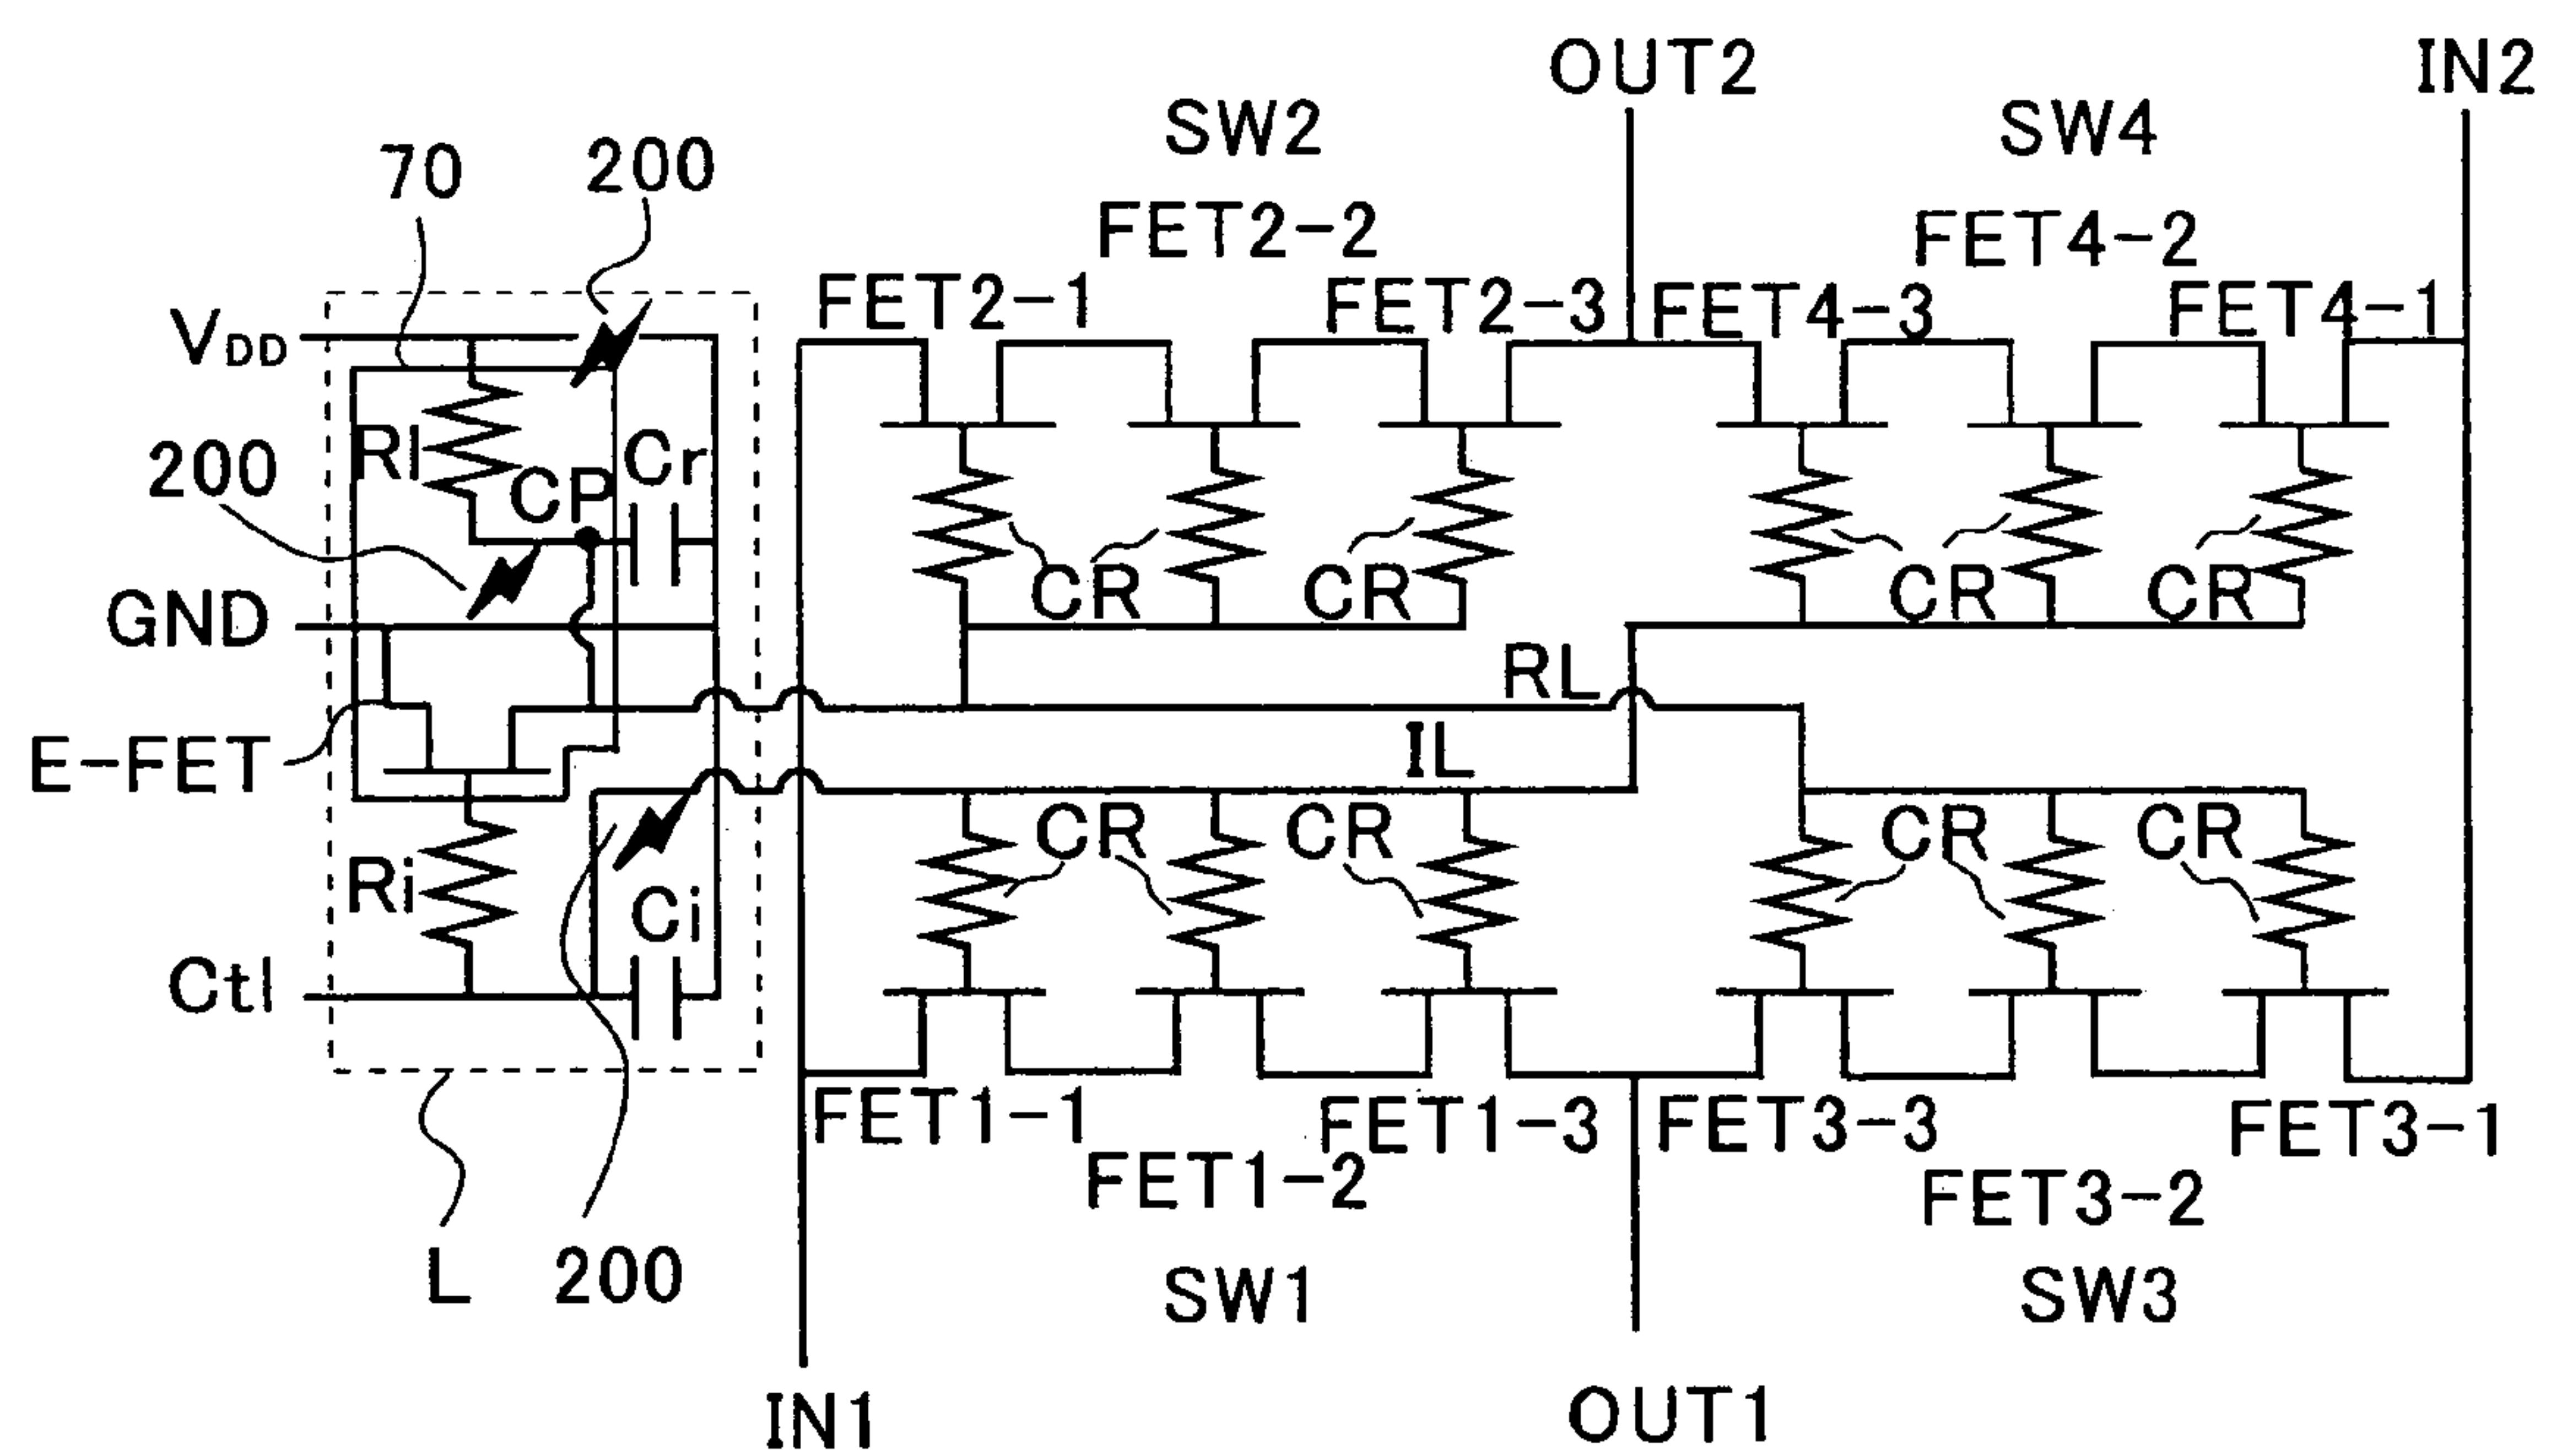 OUT2 IN2
SW2 SW4
70 200
FET2-2 FET4-2
FET2-1 FET2-3 FET4-3 FET4-1
VDD
Rl CP Cr
200
CR CR CR CR
GND
RL
E-FET
IL
CR CR CR CR
Ri
Ci
Ctl
FET1-1 FET1-3 FET3-3 FET3-1
FET1-2 FET3-2
L 200
SW1 SW3
IN1 OUT1